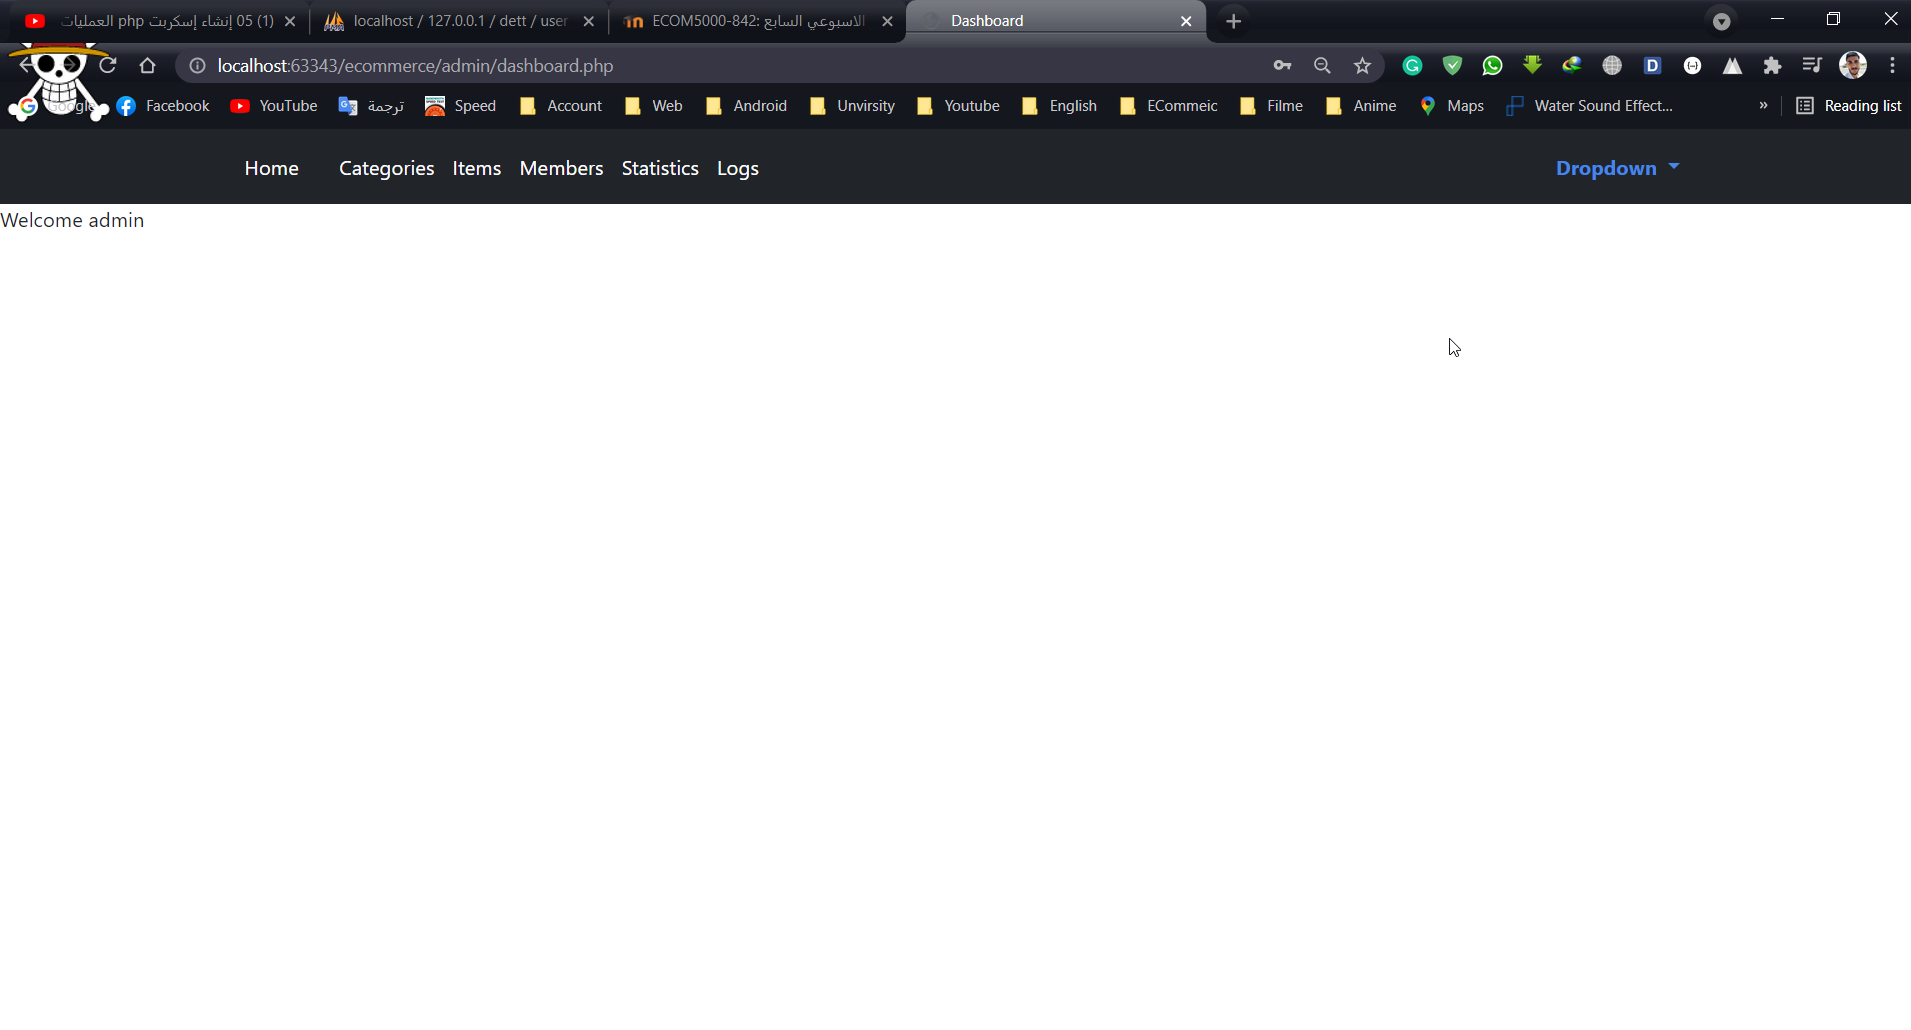 (1) 05 إنشاء إسكربت php العمليات
localhost / 127.0.0.1 / dett / user
ECOM5000-842: الاسبوعي السابع
Dashboard
localhost:63343/ecommerce/admin/dashboard.php
Google
Facebook
YouTube
ترجمة
Speed
Account
Web
Android
Unvirsity
Youtube
English
ECommeic
Filme
Anime
Maps
Water Sound Effect...
»
Reading list
Home Categories Items Members Statistics Logs Dropdown
Welcome admin